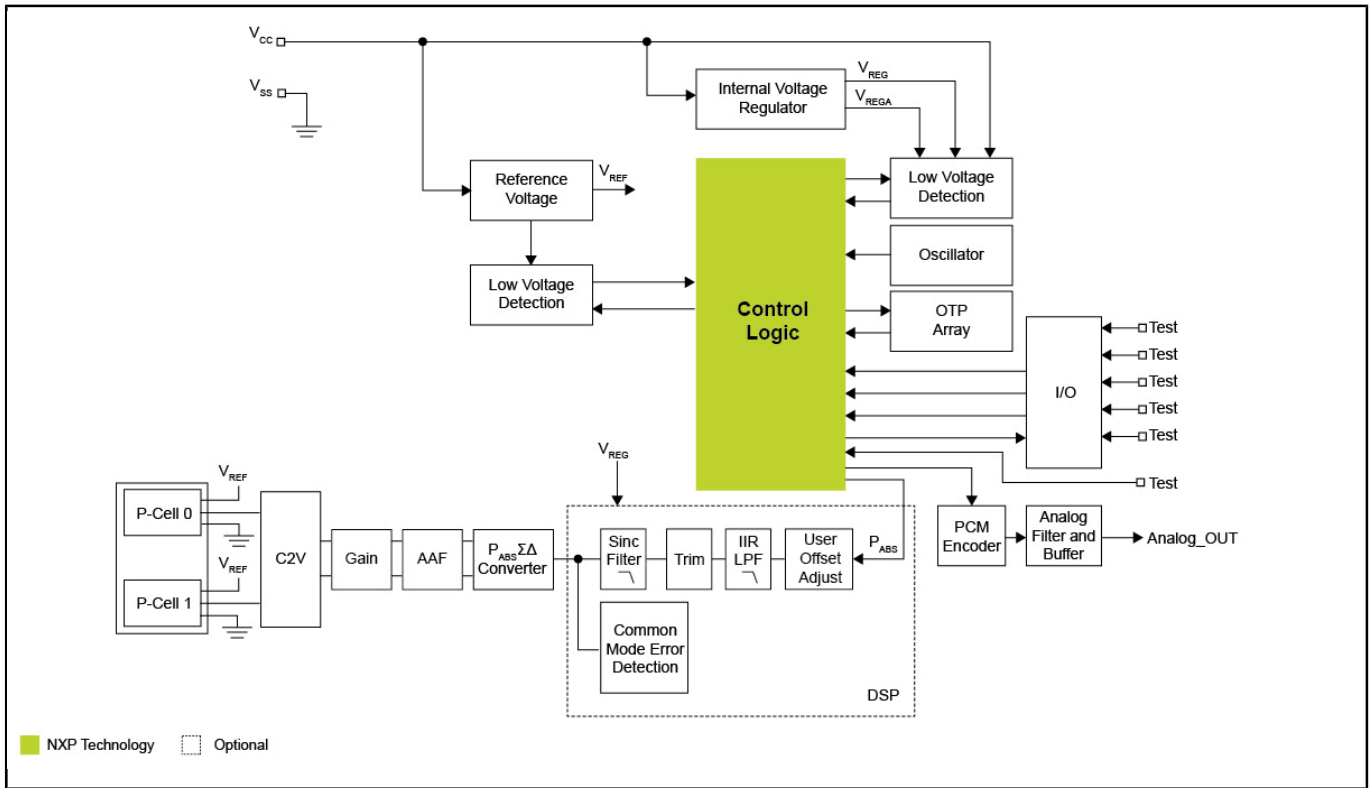 VCC
VSS
Internal Voltage
Regulator
VREG
VREGA
Reference
Voltage
VREF
Low Voltage
Detection
Low Voltage
Detection
Oscillator
OTP
Array
Control
Logic
I/O
Test
Test
Test
Test
Test
Test
VREG
P-Cell 0
VREF
P-Cell 1
VREF
C2V
Gain
AAF
PABSΣΔ
Converter
Sinc
Filter
Trim
IIR
LPF
User
Offset
Adjust
PABS
Common
Mode Error
Detection
DSP
PCM
Encoder
Analog
Filter and
Buffer
Analog_OUT
NXP Technology
Optional